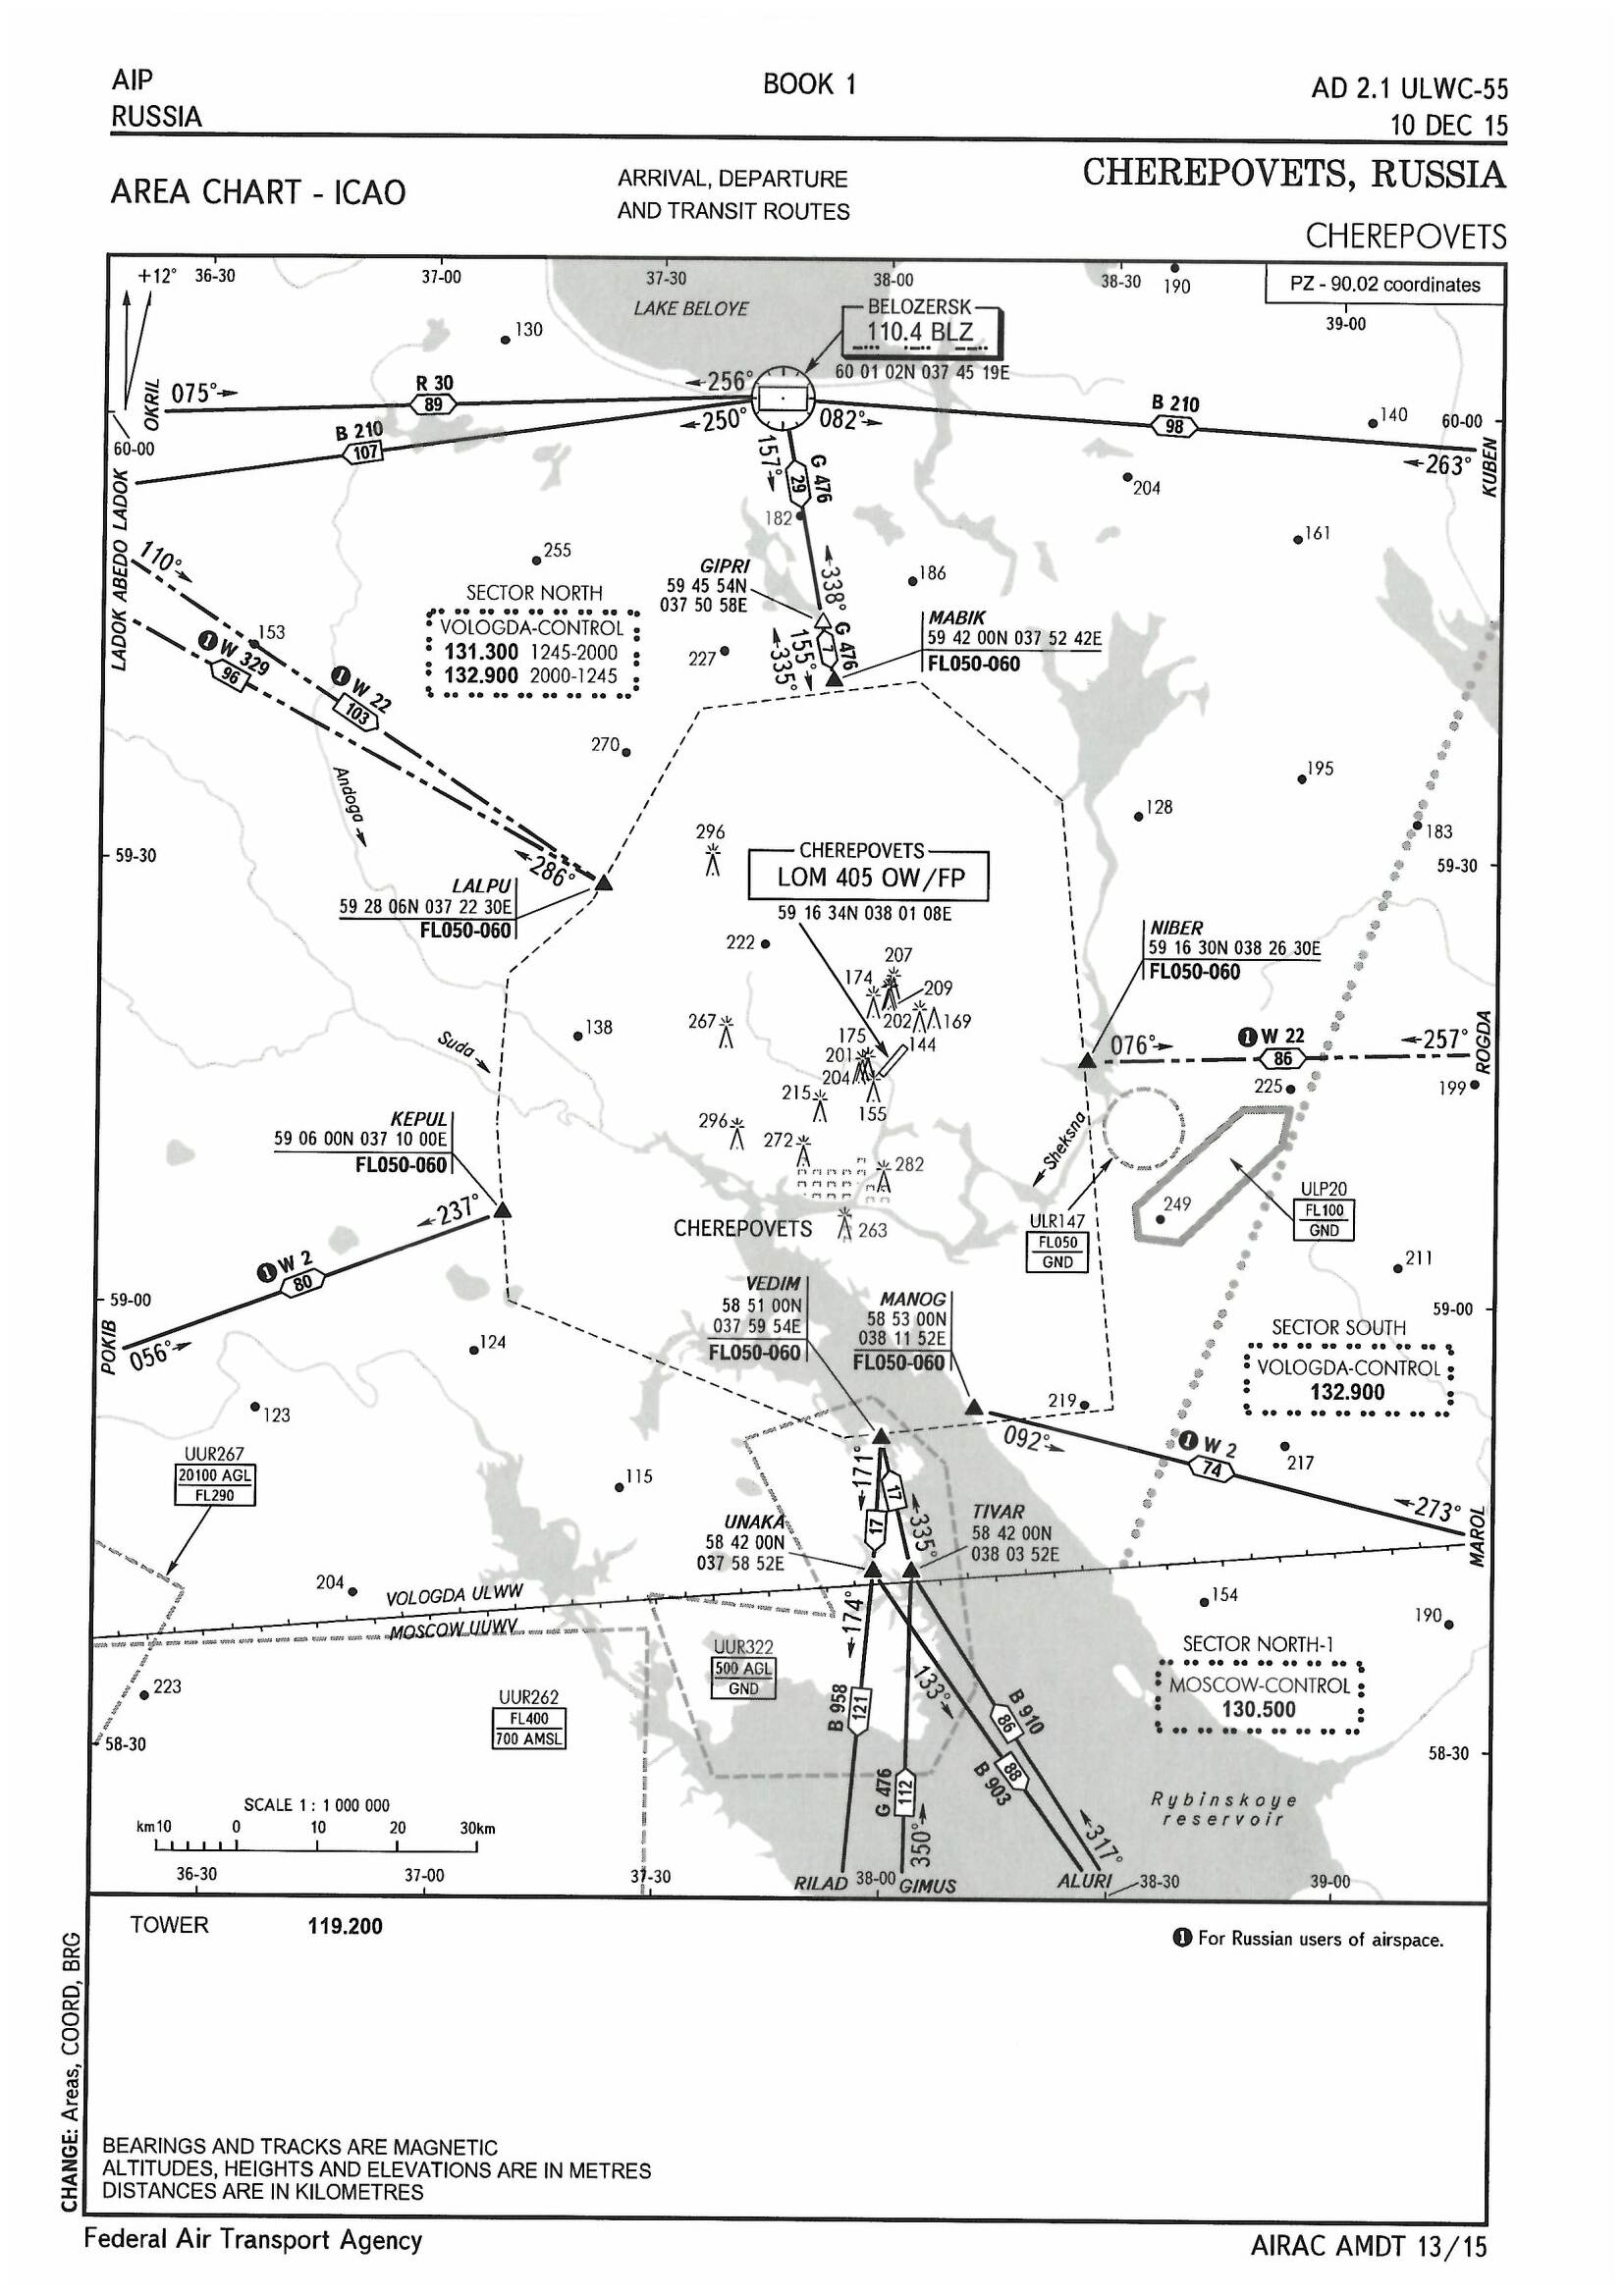 AIP
RUSSIA
BOOK 1
AD 2.1 ULWC-55
10 DEC 15
AREA CHART - ICAO
ARRIVAL, DEPARTURE
AND TRANSIT ROUTES
CHEREPOVETS, RUSSIA
CHEREPOVETS
+12°
36-30
37-00
37-30
38-00
38-30
190
PZ - 90.02 coordinates
39-00
LAKE BELOYE
BELOZERSK
110.4 BLZ
60 01 02N 037 45 19E
130
OKRIL
075°
R 30
89
256°
250°
082°
B 210
98
140
60-00
60-00
B 210
107
263°
KUBEN
LADOK
157°
G 476
29
182
204
161
ABEDO
110°
255
GIPRI
59 45 54N
037 50 58E
338°
186
SECTOR NORTH
VOLOGDA-CONTROL
131.300 1245-2000
132.900 2000-1245
MABIK
59 42 00N 037 52 42E
FL050-060
G 476
7
155°
335°
227
LADOK
153
1 W 329
96
1 W 22
103
270
195
128
183
Andoga
296
59-30
59-30
286°
LALPU
59 28 06N 037 22 30E
FL050-060
CHEREPOVETS
LOM 405 OW/FP
59 16 34N 038 01 08E
222
207
174
209
202
169
NIBER
59 16 30N 038 26 30E
FL050-060
138
267
175
144
201
204
215
155
Suda
076°
1 W 22
86
257°
ROGDA
225
199
296
272
282
KEPUL
59 06 00N 037 10 00E
FL050-060
Sheksna
249
ULP20
FL100
GND
ULR147
FL050
GND
237°
CHEREPOVETS
263
1 W 2
80
211
VEDIM
58 51 00N
037 59 54E
FL050-060
MANOG
58 53 00N
038 11 52E
FL050-060
59-00
59-00
POKIB
056°
124
SECTOR SOUTH
VOLOGDA-CONTROL
132.900
123
219
092°
1 W 2
74
217
UUR267
20100 AGL
FL290
115
171°
17
17
335°
UNAKA
58 42 00N
037 58 52E
TIVAR
58 42 00N
038 03 52E
273°
MAROL
204
VOLOGDA ULWW
MOSCOW UUWV
174°
154
190
223
UUR322
500 AGL
GND
133°
SECTOR NORTH-1
MOSCOW-CONTROL
130.500
UUR262
FL400
700 AMSL
B 958
121
B 910
86
88
B 903
58-30
58-30
G 476
112
350°
317°
Rybinskoye
reservoir
SCALE 1 : 1 000 000
km10 0 10 20 30km
36-30
37-00
37-30
RILAD
38-00
GIMUS
ALURI
38-30
39-00
TOWER 119.200
1 For Russian users of airspace.
CHANGE: Areas, COORD, BRG
BEARINGS AND TRACKS ARE MAGNETIC
ALTITUDES, HEIGHTS AND ELEVATIONS ARE IN METRES
DISTANCES ARE IN KILOMETRES
Federal Air Transport Agency
AIRAC AMDT 13/15